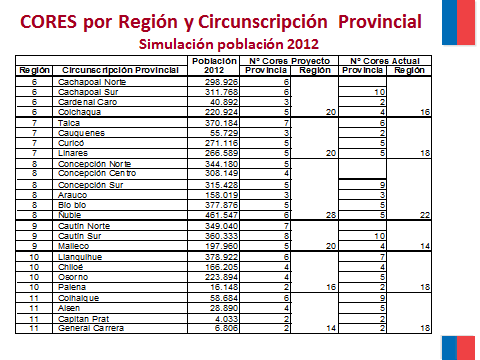 CORES por Región y Circunscripción Provincial
Simulación población 2012
Población Nº Cores Proyecto Nº Cores Actual
Región Circunscripción Provincial 2012 Provincia Región Provincia Región
6 Cachapoal Norte 298.926 6
6 Cachapoal Sur 311.768 6 10
6 Cardenal Caro 40.892 3 2
6 Colchagua 220.924 5 20 4 16
7 Talca 370.184 7 6
7 Cauquenes 55.729 3 2
7 Curicó 271.116 5 5
7 Linares 266.589 5 20 5 18
8 Concepción Norte 344.180 5
8 Concepción Centro 308.149 4
8 Concepción Sur 315.428 5 9
8 Arauco 158.019 3 3
8 Bio bio 377.876 5 5
8 Ñuble 461.547 6 28 5 22
9 Cautín Norte 349.040 7
9 Cautín Sur 360.333 8 10
9 Malleco 197.960 5 20 4 14
10 Llanguihue 378.922 6 7
10 Chiloé 166.205 4 4
10 Osorno 223.894 4 5
10 Palena 16.148 2 16 2 18
11 Coihaique 58.684 6 9
11 Aisen 28.890 4 5
11 Capitan Prat 4.033 2 2
11 General Carrera 6.806 2 14 2 18